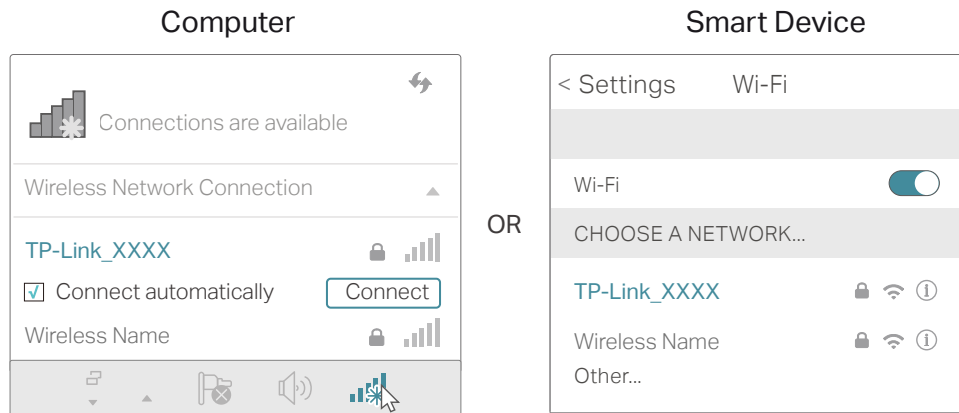 Computer
Connections are available
Wireless Network Connection
TP-Link_XXXX
Connect automatically
Connect
Wireless Name
OR
Smart Device
< Settings Wi-Fi
Wi-Fi
CHOOSE A NETWORK...
TP-Link_XXXX
Wireless Name
Other...